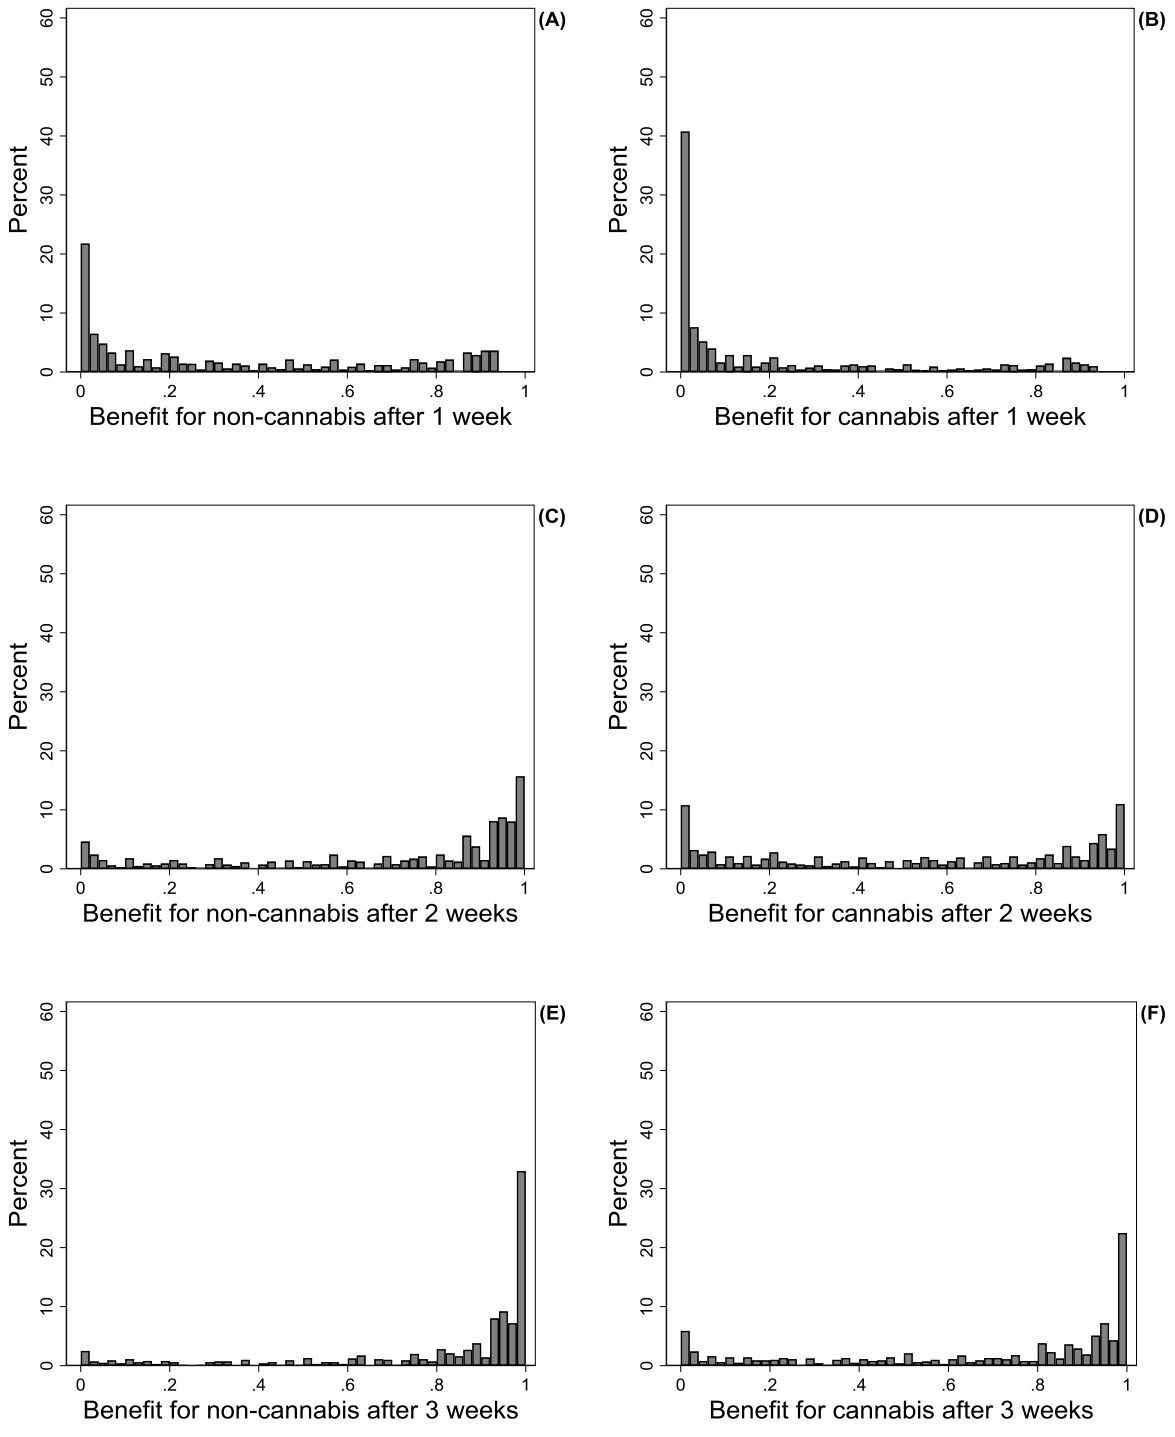 (A)
60
50
40
30
20
10
0
Percent
0 .2 .4 .6 .8 1
Benefit for non-cannabis after 1 week
(B)
60
50
40
30
20
10
0
Percent
0 .2 .4 .6 .8 1
Benefit for cannabis after 1 week
(C)
60
50
40
30
20
10
0
Percent
0 .2 .4 .6 .8 1
Benefit for non-cannabis after 2 weeks
(D)
60
50
40
30
20
10
0
Percent
0 .2 .4 .6 .8 1
Benefit for cannabis after 2 weeks
(E)
60
50
40
30
20
10
0
Percent
0 .2 .4 .6 .8 1
Benefit for non-cannabis after 3 weeks
(F)
60
50
40
30
20
10
0
Percent
0 .2 .4 .6 .8 1
Benefit for cannabis after 3 weeks